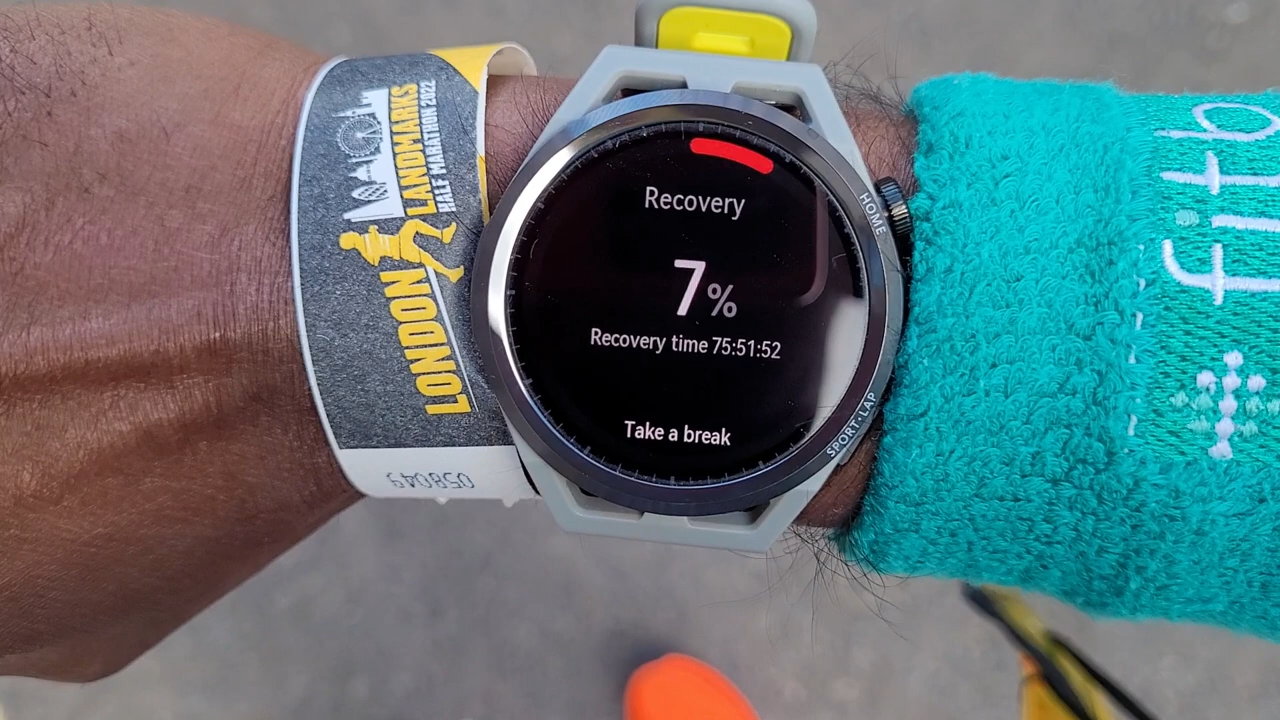 LONDON
LANDMARKS
HALF MARATHON 2022
058049
Recovery
7%
Recovery time 75:51:52
Take a break
HOME
SPORT·LAP
fitb